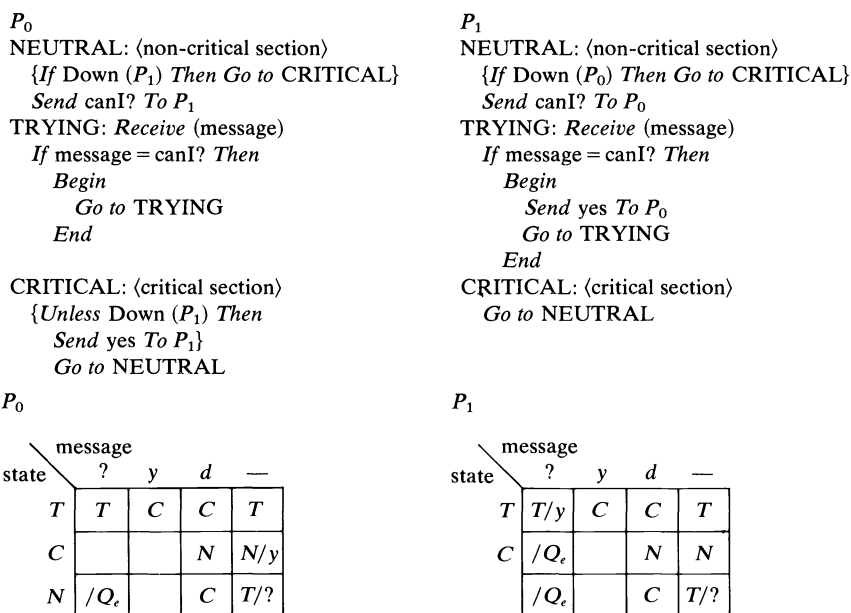 P₀
NEUTRAL: ⟨non-critical section⟩
{If Down (P₁) Then Go to CRITICAL}
Send canI? To P₁
TRYING: Receive (message)
If message = canI? Then
Begin
Go to TRYING
End
CRITICAL: ⟨critical section⟩
{Unless Down (P₁) Then
Send yes To P₁}
Go to NEUTRAL
P₁
NEUTRAL: ⟨non-critical section⟩
{If Down (P₀) Then Go to CRITICAL}
Send canI? To P₀
TRYING: Receive (message)
If message = canI? Then
Begin
Send yes To P₀
Go to TRYING
End
CRITICAL: ⟨critical section⟩
Go to NEUTRAL
P₀
message
state ? y d —
T T C C T
C N N/y
N /Qₑ C T/?
P₁
message
state ? y d —
T T/y C C T
C /Qₑ N N
/Qₑ C T/?